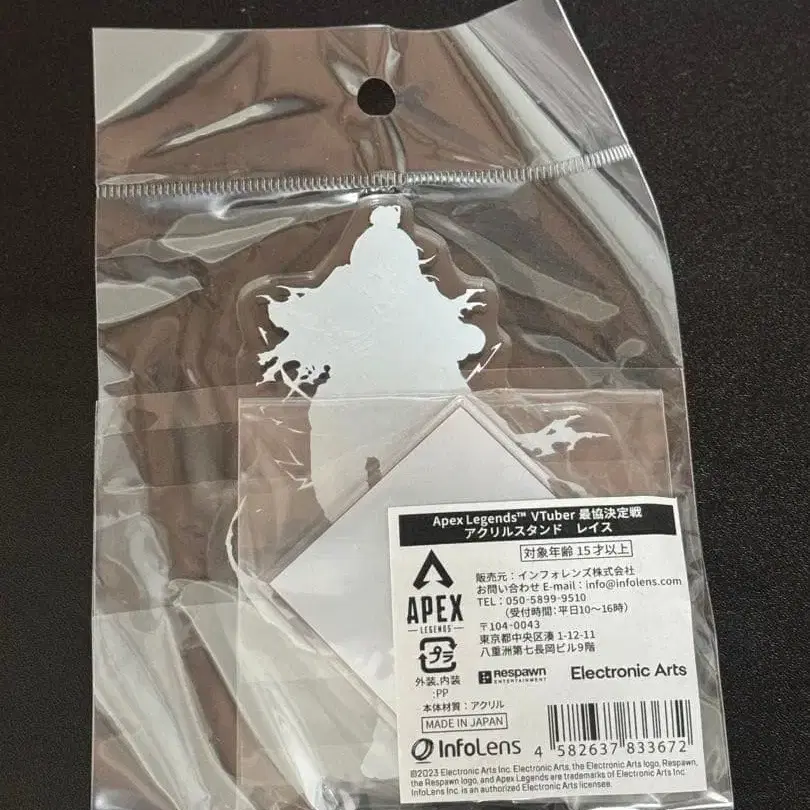 Apex Legends™ VTuber 最協決定戦
アクリルスタンド レイス
対象年齢 15才以上
APEX
LEGENDS
販売元：インフォレンズ株式会社
お問い合わせ E-mail：info@infolens.com
TEL：050-5899-9510
（受付時間：平日10〜16時）
〒104-0043
東京都中央区湊 1-12-11
八重洲第七長岡ビル9階
プラ
外装、内装
:PP
Respawn
ENTERTAINMENT
Electronic Arts
本体材質：アクリル
MADE IN JAPAN
InfoLens
4 582637 833672
©2023 Electronic Arts Inc. Electronic Arts, the Electronic Arts logo, Respawn,
the Respawn logo, and Apex Legends are trademarks of Electronic Arts Inc.
InfoLens Inc. is an authorized Electronic Arts licensee.